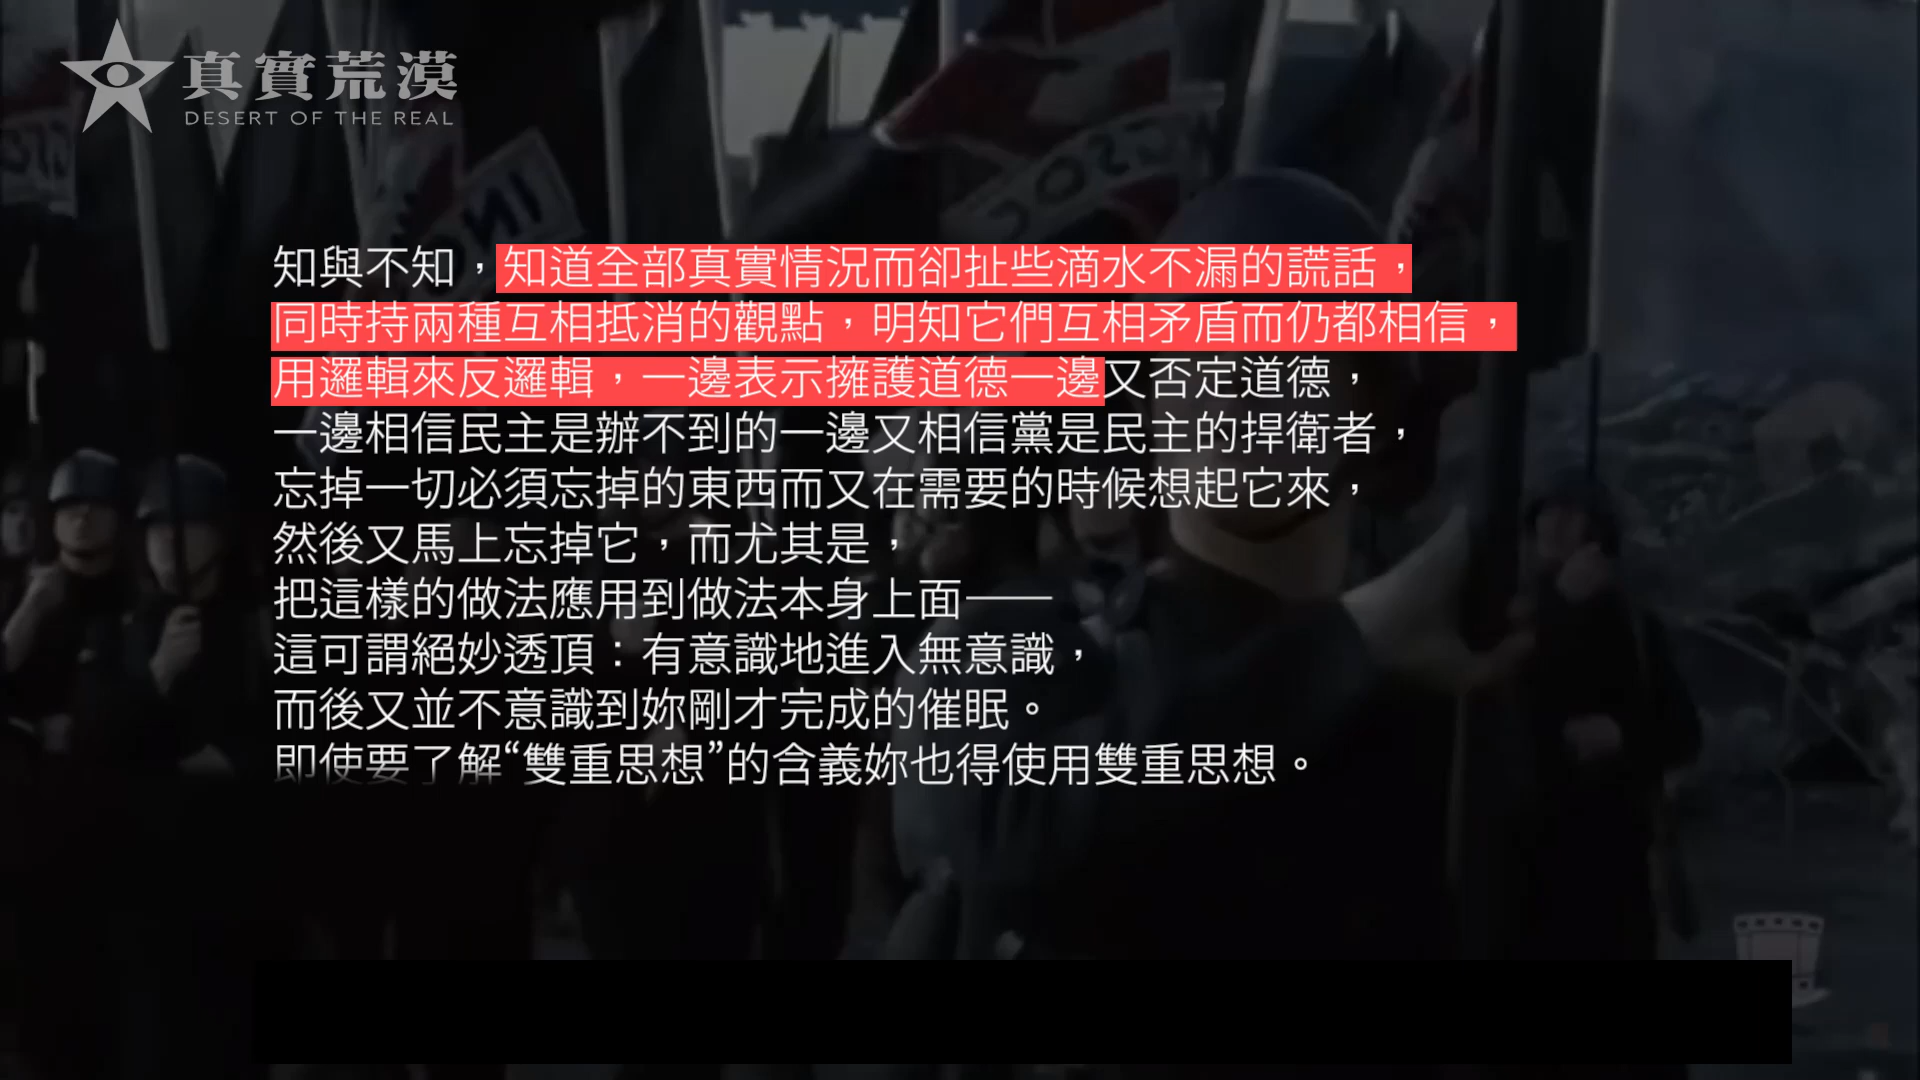 真實荒漠
DESERT OF THE REAL
知與不知，知道全部真實情況而卻扯些滴水不漏的謊話，
同時持兩種互相抵消的觀點，明知它們互相矛盾而仍都相信，
用邏輯來反邏輯，一邊表示擁護道德一邊又否定道德，
一邊相信民主是辦不到的一邊又相信黨是民主的捍衛者，
忘掉一切必須忘掉的東西而又在需要的時候想起它來，
然後又馬上忘掉它，而尤其是，
把這樣的做法應用到做法本身上面——
這可謂絕妙透頂：有意識地進入無意識，
而後又並不意識到妳剛才完成的催眠。
即使要了解“雙重思想”的含義妳也得使用雙重思想。